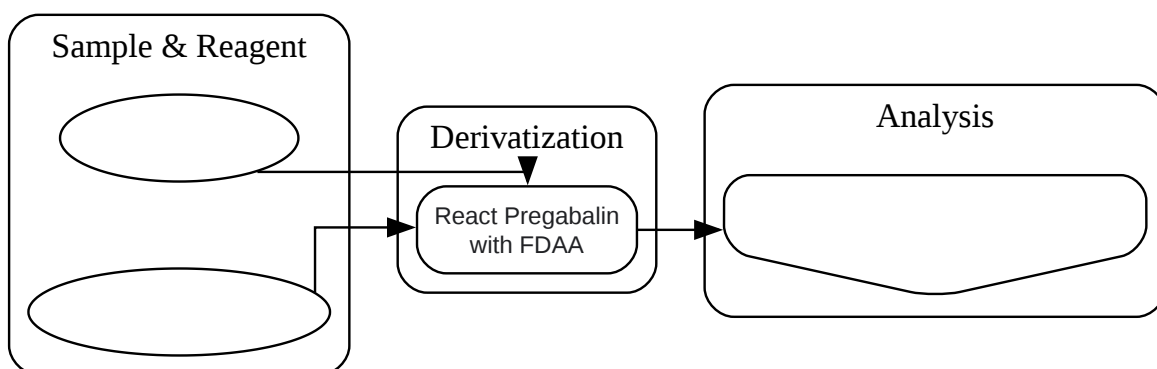 Sample & Reagent
Derivatization
React Pregabalin
with FDAA
Analysis